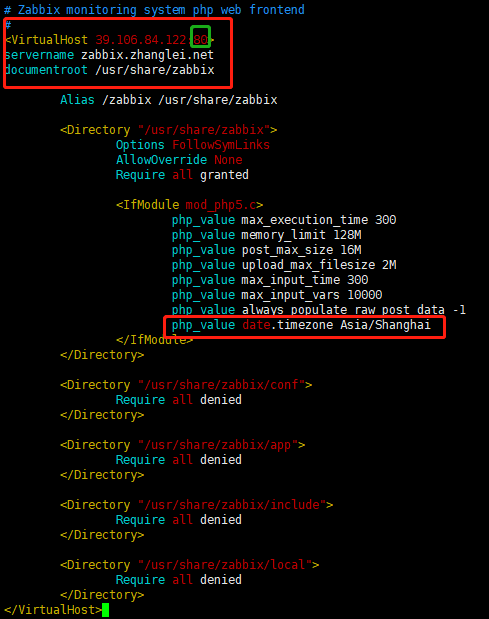 # Zabbix monitoring system php web frontend
#
<VirtualHost 39.106.84.122:80>
servername zabbix.zhanglei.net
documentroot /usr/share/zabbix
Alias /zabbix /usr/share/zabbix
<Directory "/usr/share/zabbix">
Options FollowSymLinks
AllowOverride None
Require all granted
<IfModule mod_php5.c>
php_value max_execution_time 300
php_value memory_limit 128M
php_value post_max_size 16M
php_value upload_max_filesize 2M
php_value max_input_time 300
php_value max_input_vars 10000
php_value always_populate_raw_post_data -1
php_value date.timezone Asia/Shanghai
</IfModule>
</Directory>
<Directory "/usr/share/zabbix/conf">
Require all denied
</Directory>
<Directory "/usr/share/zabbix/app">
Require all denied
</Directory>
<Directory "/usr/share/zabbix/include">
Require all denied
</Directory>
<Directory "/usr/share/zabbix/local">
Require all denied
</Directory>
</VirtualHost>